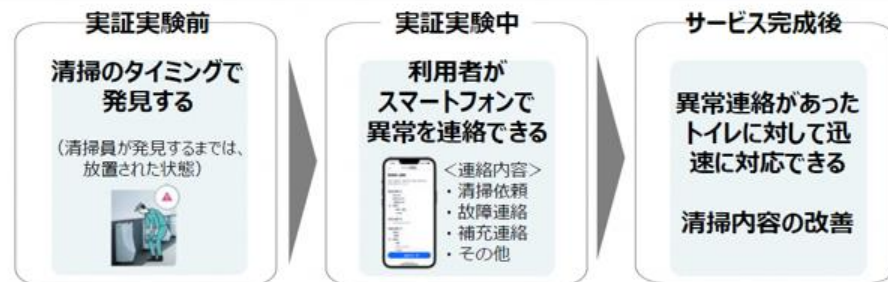 実証実験前
清掃のタイミングで
発見する
（清掃員が発見するまでは、
放置された状態）
実証実験中
利用者が
スマートフォンで
異常を連絡できる
＜連絡内容＞
・清掃依頼
・故障連絡
・補充連絡
・その他
サービス完成後
異常連絡があった
トイレに対して迅
速に対応できる
清掃内容の改善